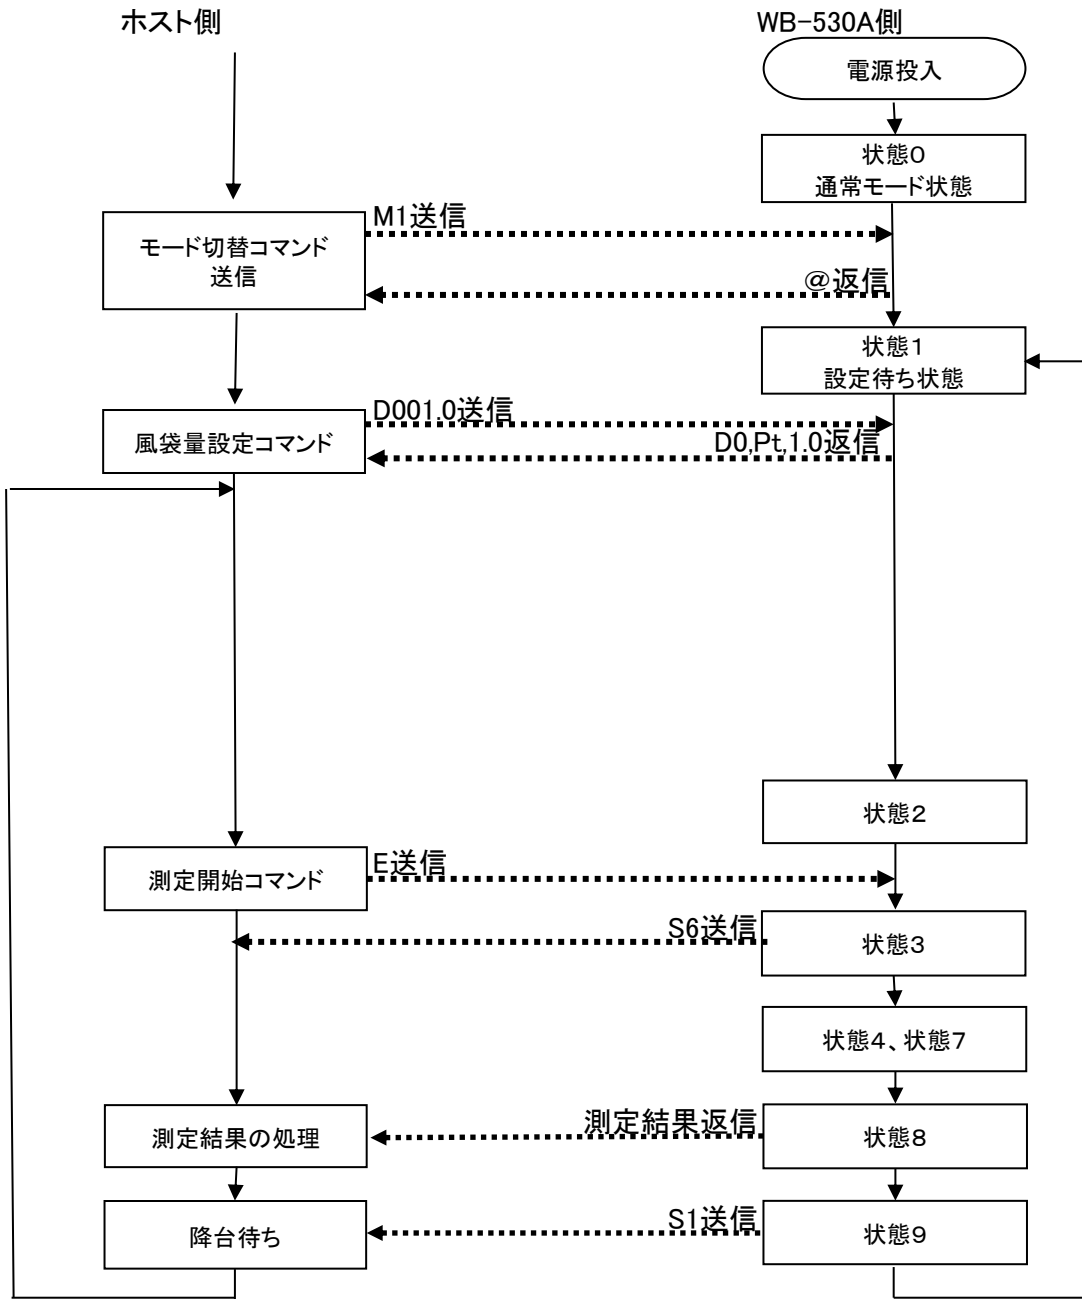 ホスト側
WB-530A側
電源投入
状態０
通常モード状態
M1送信
モード切替コマンド
送信
＠返信
状態１
設定待ち状態
D001.0送信
風袋量設定コマンド
D0,Pt,1.0返信
状態２
E送信
測定開始コマンド
S6送信
状態３
状態４、状態７
測定結果返信
測定結果の処理
状態８
S1送信
降台待ち
状態９